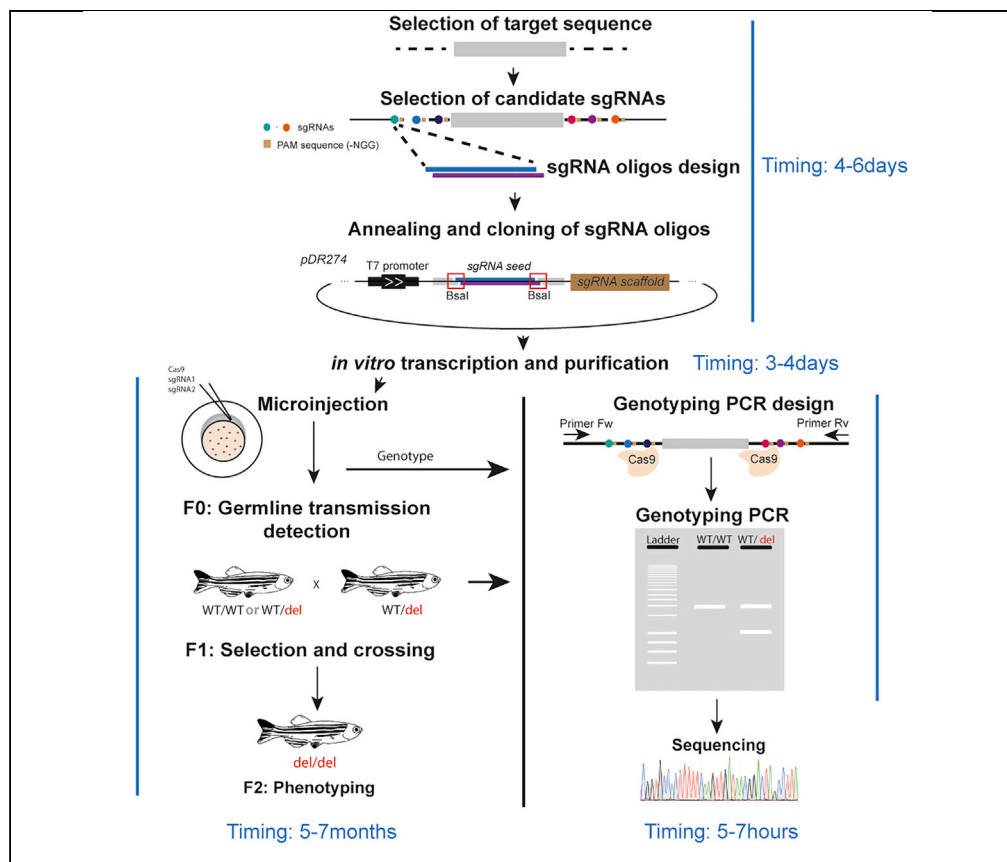 Selection of target sequence
Selection of candidate sgRNAs
sgRNAs
PAM sequence (-NGG)
sgRNA oligos design
Timing: 4-6days
Annealing and cloning of sgRNA oligos
pDR274
T7 promoter
sgRNA seed
>>
sgRNA scaffold
BsaI
BsaI
in vitro transcription and purification
Timing: 3-4days
Cas9
sgRNA1
sgRNA2
Microinjection
Genotype
F0: Germline transmission
detection
X
WT/WT or WT/del
WT/del
F1: Selection and crossing
del/del
F2: Phenotyping
Timing: 5-7months
Genotyping PCR design
Primer Fw
Primer Rv
Cas9
Cas9
Genotyping PCR
Ladder
WT/WT
WT/ del
Sequencing
Timing: 5-7hours